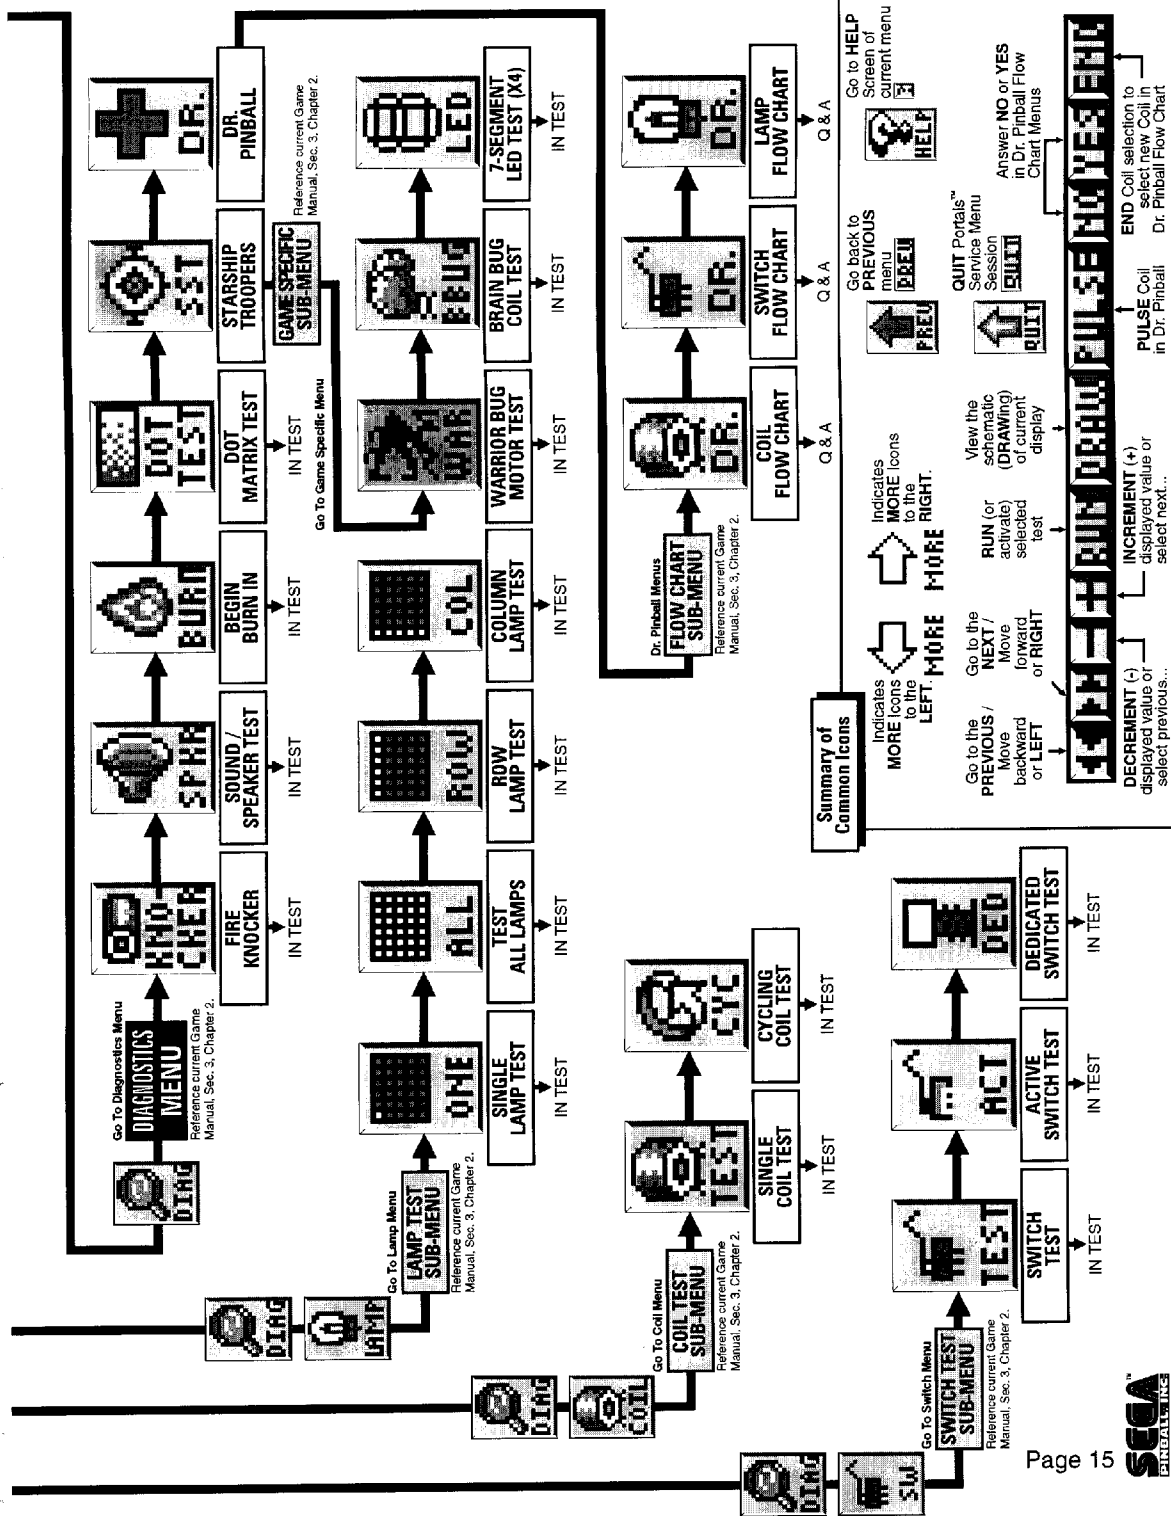 DIAG
Go To Diagnostics Menu
DIAGNOSTICS
MENU
Reference current Game
Manual, Sec. 3, Chapter 2.
KNO
CKER
FIRE
KNOCKER
IN TEST
SPKR
SOUND /
SPEAKER TEST
IN TEST
BURN
BEGIN
BURN IN
IN TEST
DOT
TEST
DOT
MATRIX TEST
IN TEST
SST
STARSHIP
TROOPERS
DR.
DR.
PINBALL
DIAG
LAMP
Go To Lamp Menu
LAMP TEST
SUB-MENU
Reference current Game
Manual, Sec. 3, Chapter 2.
ONE
SINGLE
LAMP TEST
IN TEST
ALL
TEST
ALL LAMPS
IN TEST
ROW
ROW
LAMP TEST
IN TEST
COL
COLUMN
LAMP TEST
IN TEST
GAME SPECIFIC
SUB-MENU
Reference current Game
Manual, Sec. 3, Chapter 2.
Go To Game Specific Menu
WAR
WARRIOR BUG
MOTOR TEST
IN TEST
BBUG
BRAIN BUG
COIL TEST
IN TEST
LED
7-SEGMENT
LED TEST (X4)
IN TEST
DIAG
COIL
Go To Coil Menu
COIL TEST
SUB-MENU
Reference current Game
Manual, Sec. 3, Chapter 2.
TEST
SINGLE
COIL TEST
IN TEST
CYC
CYCLING
COIL TEST
IN TEST
Dr. Pinball Menus
FLOW CHART
SUB-MENU
Reference current Game
Manual, Sec. 3, Chapter 2.
DR.
COIL
FLOW CHART
Q & A
DR.
SWITCH
FLOW CHART
Q & A
DR.
LAMP
FLOW CHART
Q & A
DIAG
SW
Go To Switch Menu
SWITCH TEST
SUB-MENU
Reference current Game
Manual, Sec. 3, Chapter 2.
TEST
SWITCH
TEST
IN TEST
ACT
ACTIVE
SWITCH TEST
IN TEST
DED
DEDICATED
SWITCH TEST
IN TEST
Summary of
Common Icons
Indicates
MORE Icons
to the
LEFT.
MORE
Indicates
MORE Icons
to the
RIGHT.
MORE
PREV
Go back to
PREVIOUS
menu
PREV
HELP
Go to HELP
Screen of
current menu
?
QUIT
QUIT Portals™
Service Menu
Session
QUIT
Go to the
PREVIOUS /
Move
backward
or LEFT
Go to the
NEXT /
Move
forward
or RIGHT
RUN (or
activate)
selected
test
View the
schematic
(DRAWing)
of current
display
Answer NO or YES
in Dr. Pinball Flow
Chart Menus
- + RUN DRAW PULSE NO YES END
DECREMENT (-)
displayed value or
select previous...
INCREMENT (+)
displayed value or
select next...
PULSE Coil
in Dr. Pinball
END Coil selection to
select new Coil in
Dr. Pinball Flow Chart
Page 15
SEGA™
PINBALL, INC.